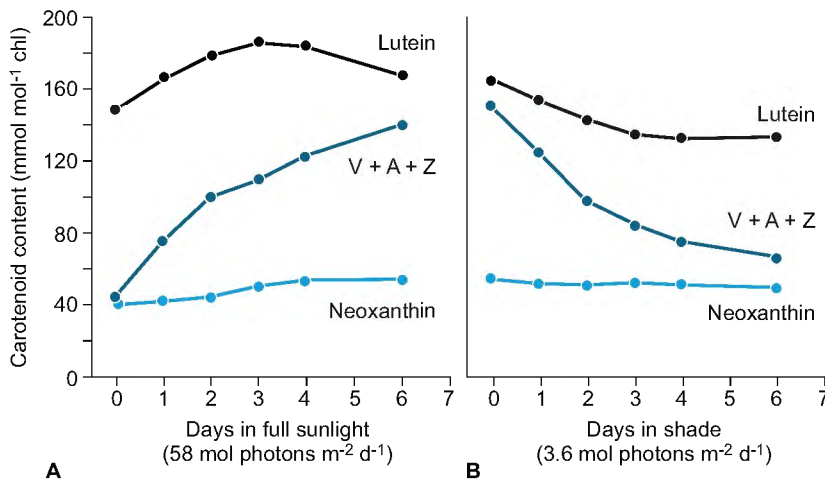 Carotenoid content (mmol mol⁻¹ chl)
200
160
120
80
40
0
Lutein
V + A + Z
Neoxanthin
0 1 2 3 4 5 6 7
Days in full sunlight
(58 mol photons m⁻² d⁻¹)
A
Lutein
V + A + Z
Neoxanthin
0 1 2 3 4 5 6 7
Days in shade
(3.6 mol photons m⁻² d⁻¹)
B